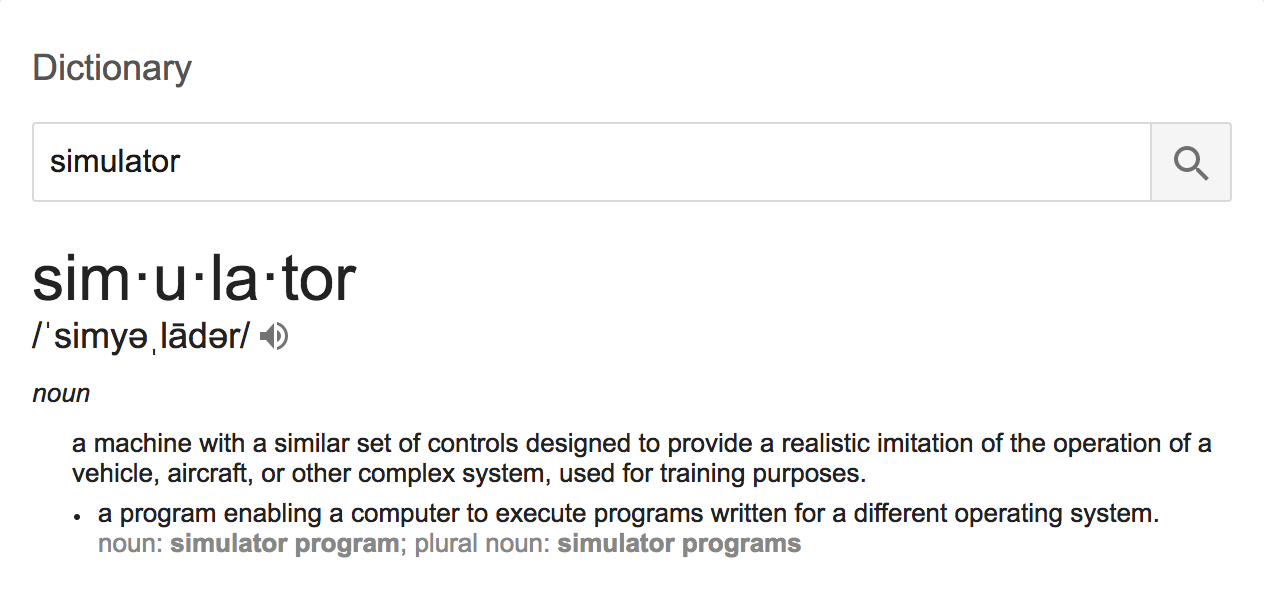 Dictionary
simulator
sim·u·la·tor
/ˈsimyəˌlādər/
noun
a machine with a similar set of controls designed to provide a realistic imitation of the operation of a
vehicle, aircraft, or other complex system, used for training purposes.
• a program enabling a computer to execute programs written for a different operating system.
noun: simulator program; plural noun: simulator programs